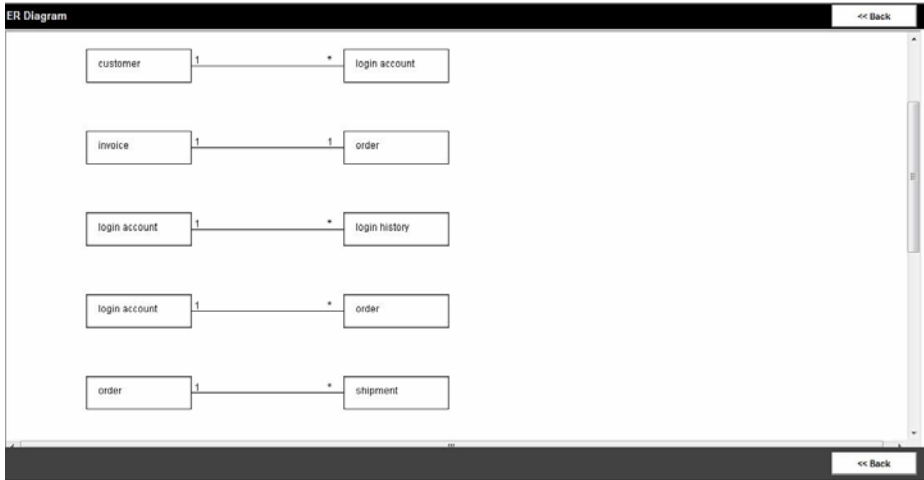 ER Diagram
<< Back
customer 1 * login account
invoice 1 1 order
login account 1 * login history
login account 1 * order
order 1 * shipment
<< Back